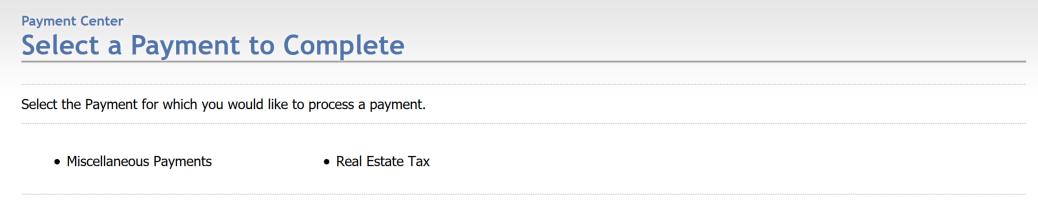 Payment Center
Select a Payment to Complete
Select the Payment for which you would like to process a payment.
• Miscellaneous Payments • Real Estate Tax